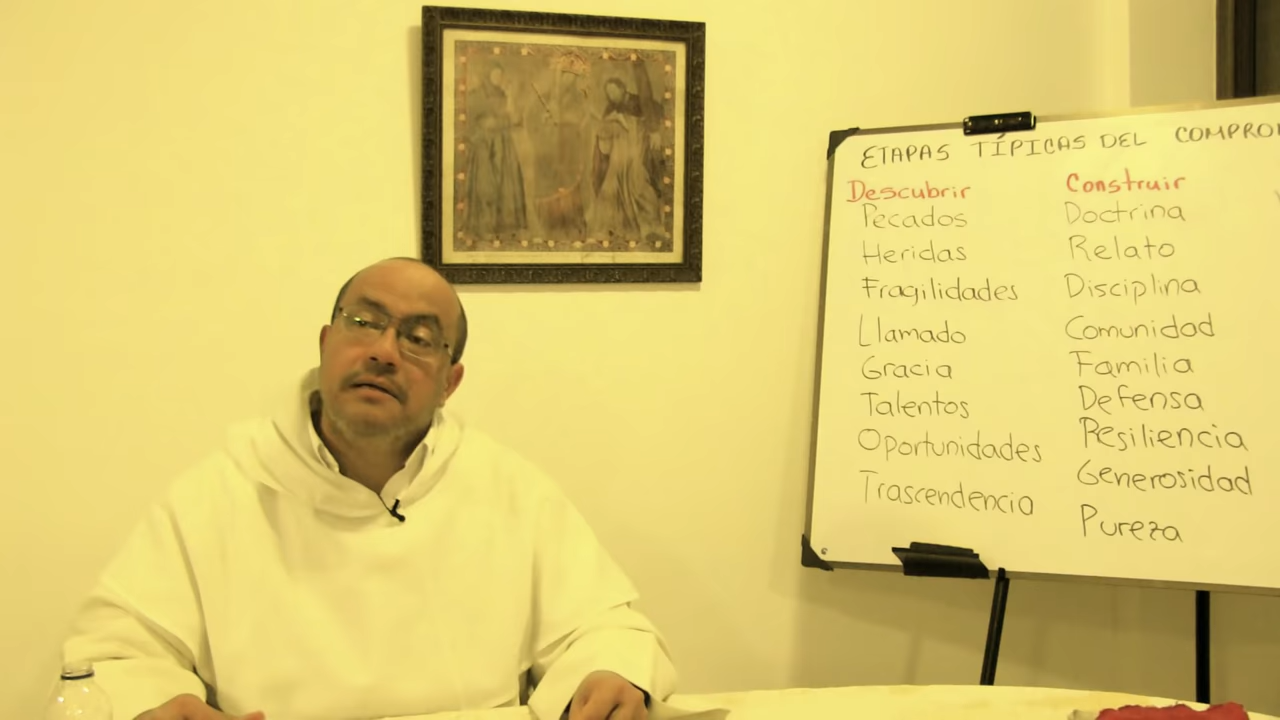 ETAPAS TÍPICAS DEL COMPRO
Descubrir
Pecados
Heridas
Fragilidades
Llamado
Gracia
Talentos
Oportunidades
Trascendencia
Construir
Doctrina
Relato
Disciplina
Comunidad
Familia
Defensa
Resiliencia
Generosidad
Pureza